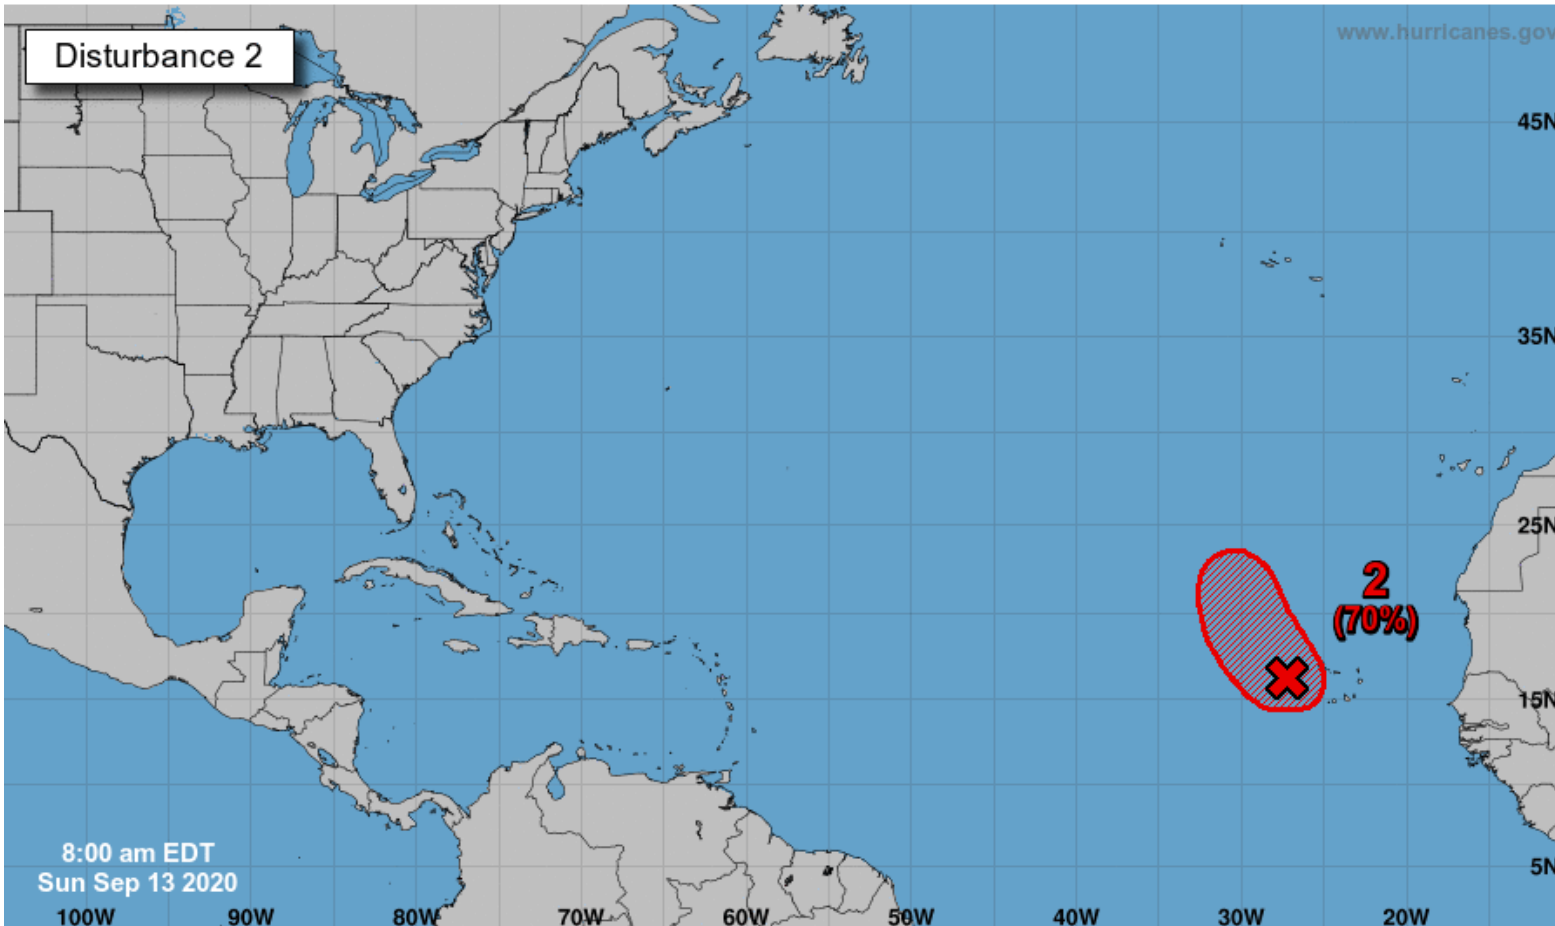 Disturbance 2
www.hurricanes.gov
45N
35N
25N
2
(70%)
15N
8:00 am EDT
Sun Sep 13 2020
5N
100W 90W 80W 70W 60W 50W 40W 30W 20W